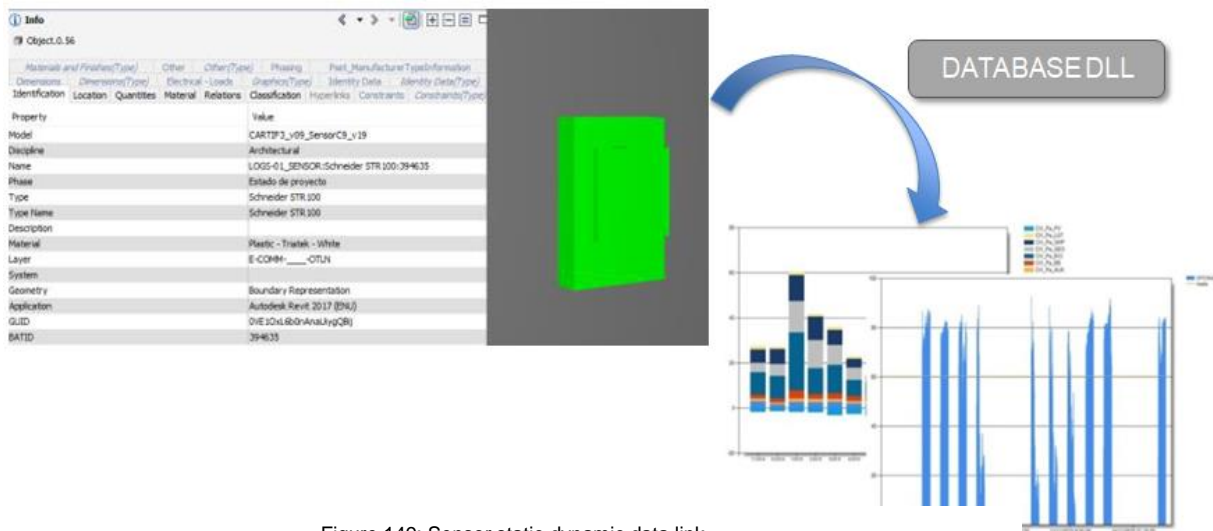 Info
Object.0.56
Materials and Finishes(Type) Other Other(Type) Phasing Pset_ManufacturerTypeInformation
Dimensions Dimensions(Type) Electrical - Loads Graphics(Type) Identity Data Identity Data(Type)
Identification Location Quantities Material Relations Classification Hyperlinks Constraints Constraints(Type)
Property Value
Model CARTIF3_v09_SensorC9_v19
Discipline Architectural
Name LOGS-01_SENSOR:Schneider STR100:394635
Phase Estado de proyecto
Type Schneider STR100
Type Name Schneider STR100
Description
Material Plastic - Triatek - White
Layer E-COMM-____-OTLN
System
Geometry Boundary Representation
Application Autodesk Revit 2017 (ENU)
GUID
BATID 394635
DATABASE DLL
Figure 140: Sensor static-dynamic data link